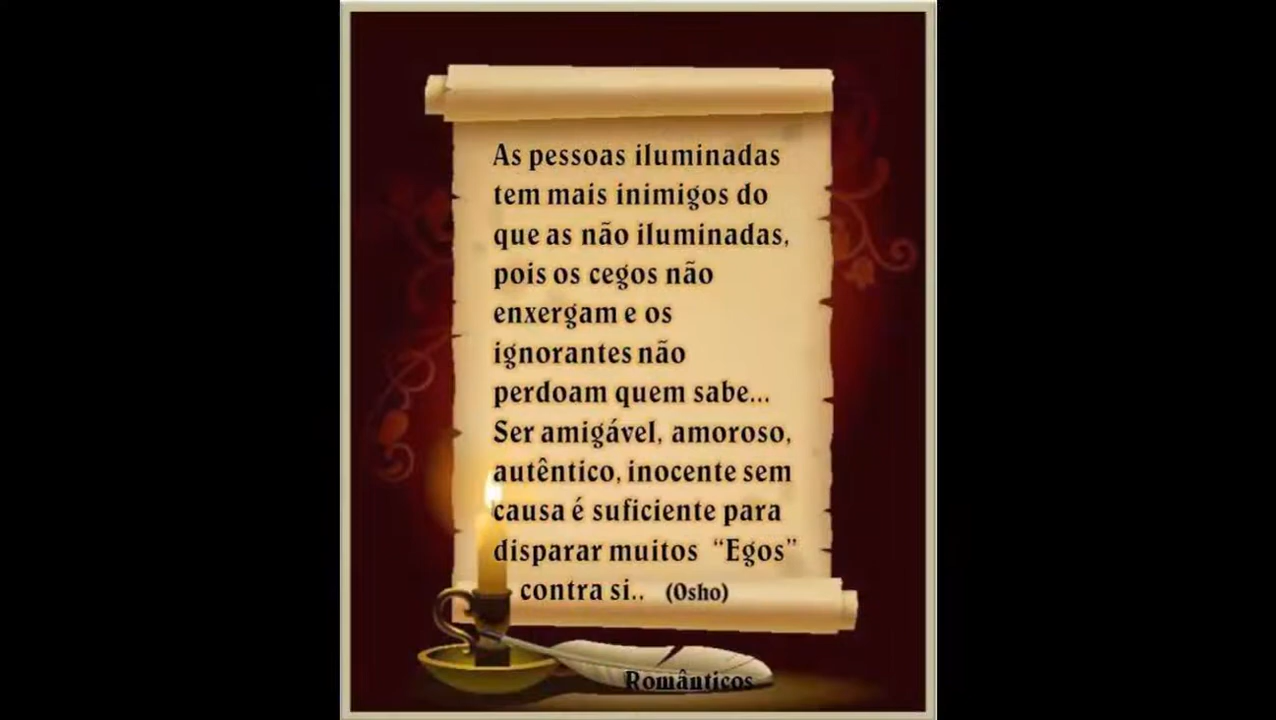 As pessoas iluminadas
tem mais inimigos do
que as não iluminadas,
pois os cegos não
enxergam e os
ignorantes não
perdoam quem sabe...
Ser amigável, amoroso,
autêntico, inocente sem
causa é suficiente para
disparar muitos “Egos”
contra si.. (Osho)
Românticos